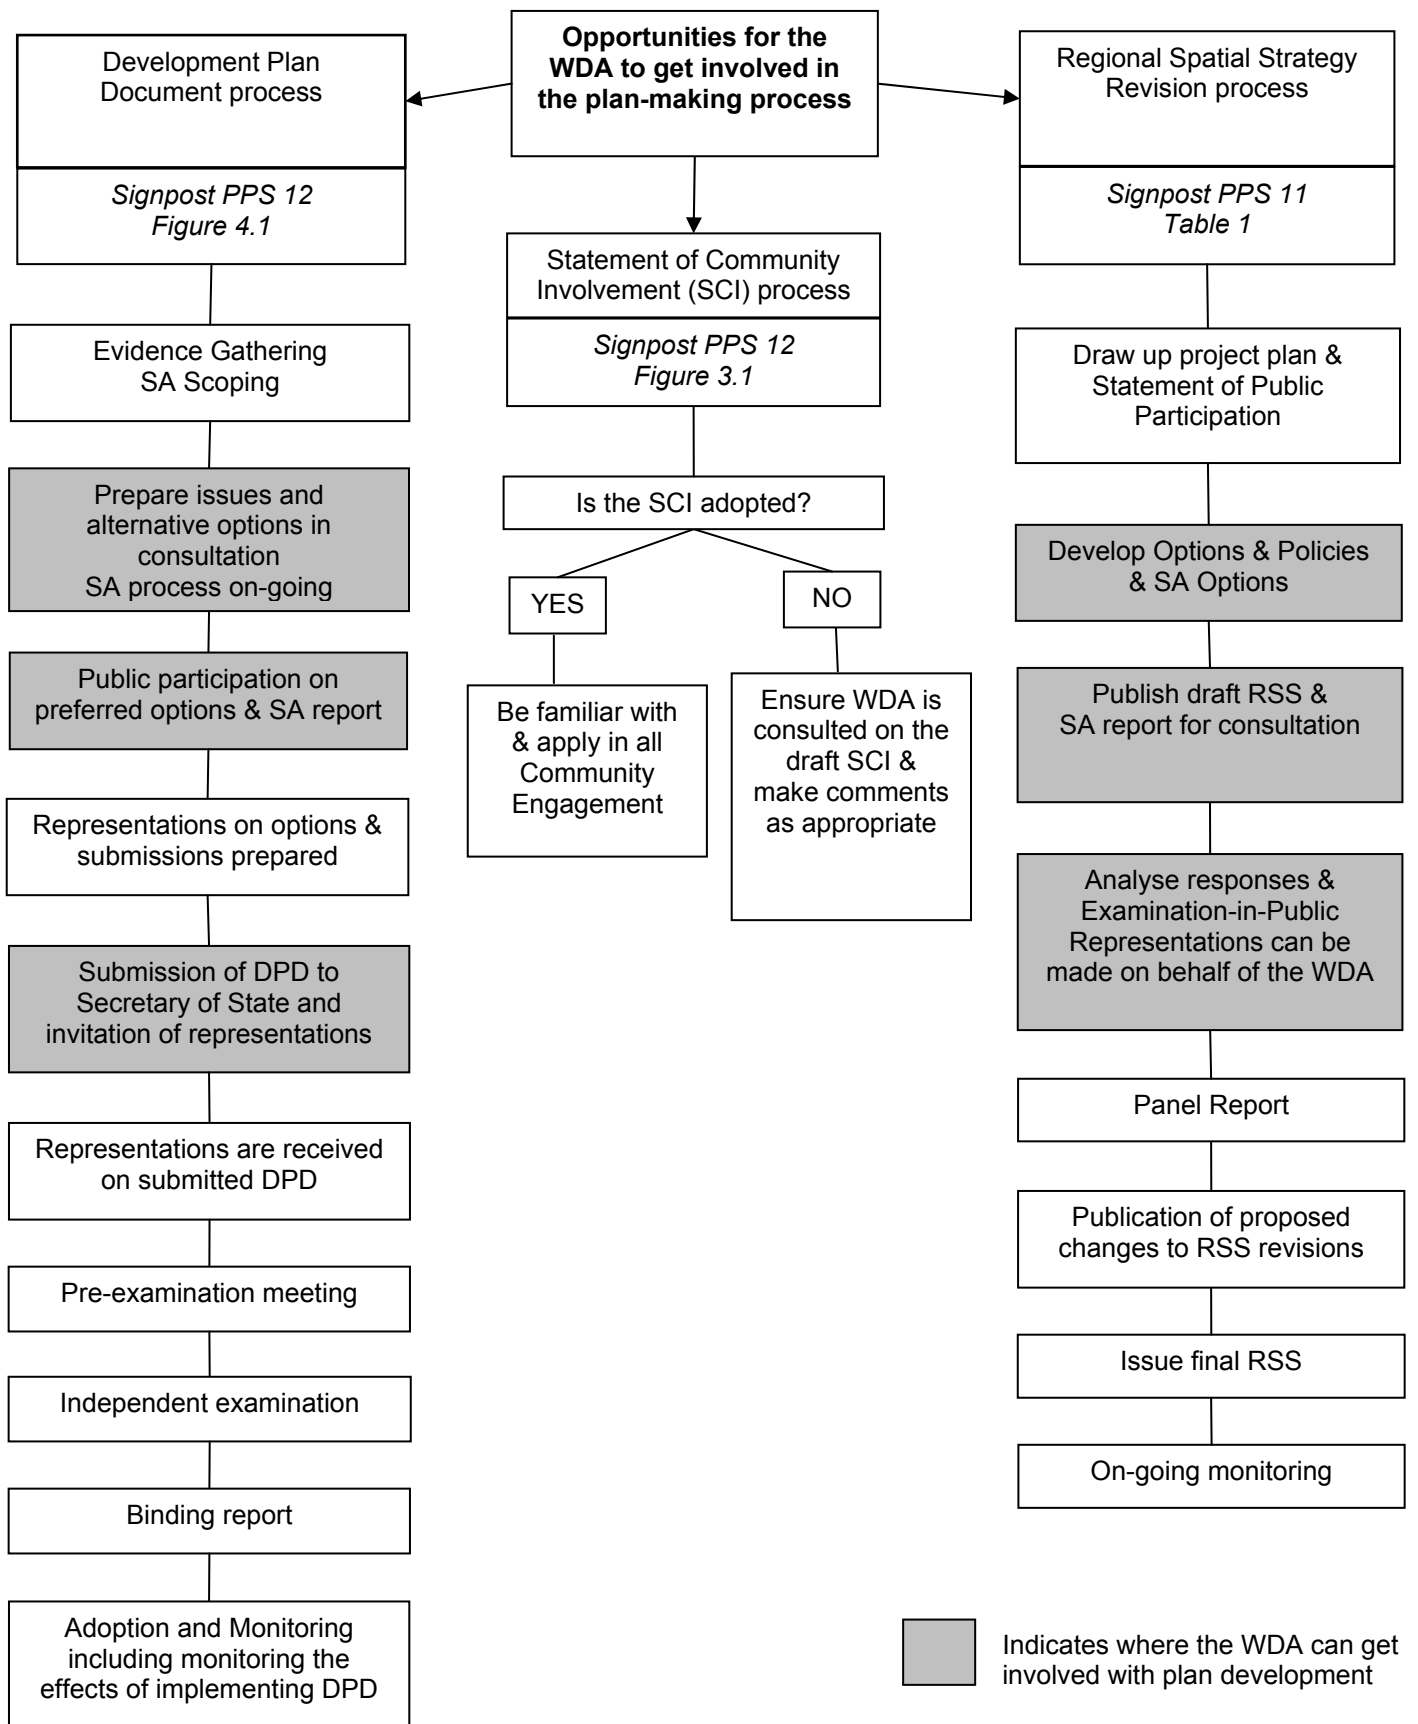 Opportunities for the
WDA to get involved in
the plan-making process
Development Plan
Document process
Signpost PPS 12
Figure 4.1
Evidence Gathering
SA Scoping
Prepare issues and
alternative options in
consultation
SA process on-going
Public participation on
preferred options & SA report
Representations on options &
submissions prepared
Submission of DPD to
Secretary of State and
invitation of representations
Representations are received
on submitted DPD
Pre-examination meeting
Independent examination
Binding report
Adoption and Monitoring
including monitoring the
effects of implementing DPD
Statement of Community
Involvement (SCI) process
Signpost PPS 12
Figure 3.1
Is the SCI adopted?
YES
NO
Be familiar with
& apply in all
Community
Engagement
Ensure WDA is
consulted on the
draft SCI &
make comments
as appropriate
Regional Spatial Strategy
Revision process
Signpost PPS 11
Table 1
Draw up project plan &
Statement of Public
Participation
Develop Options & Policies
& SA Options
Publish draft RSS &
SA report for consultation
Analyse responses &
Examination-in-Public
Representations can be
made on behalf of the WDA
Panel Report
Publication of proposed
changes to RSS revisions
Issue final RSS
On-going monitoring
Indicates where the WDA can get
involved with plan development